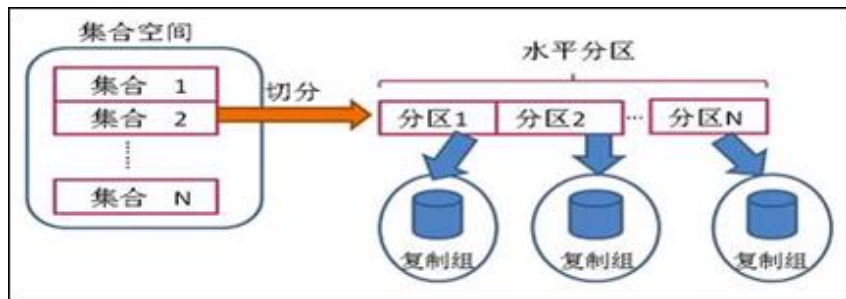 集合空间
集合 1
集合 2
集合 N
切分
水平分区
分区1 分区2 ... 分区N
复制组 复制组 复制组